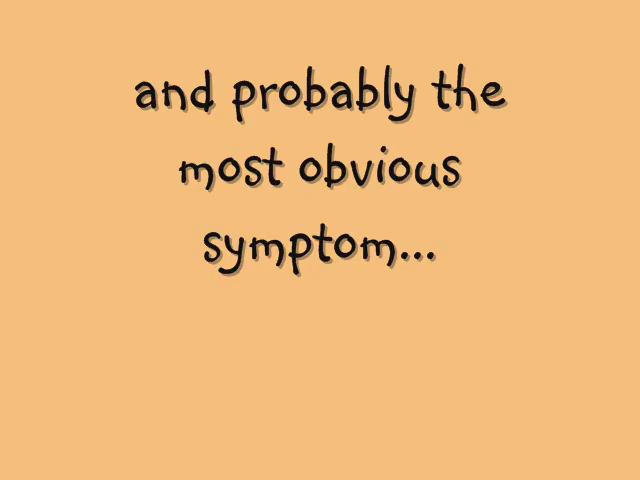 and probably the
most obvious
symptom...